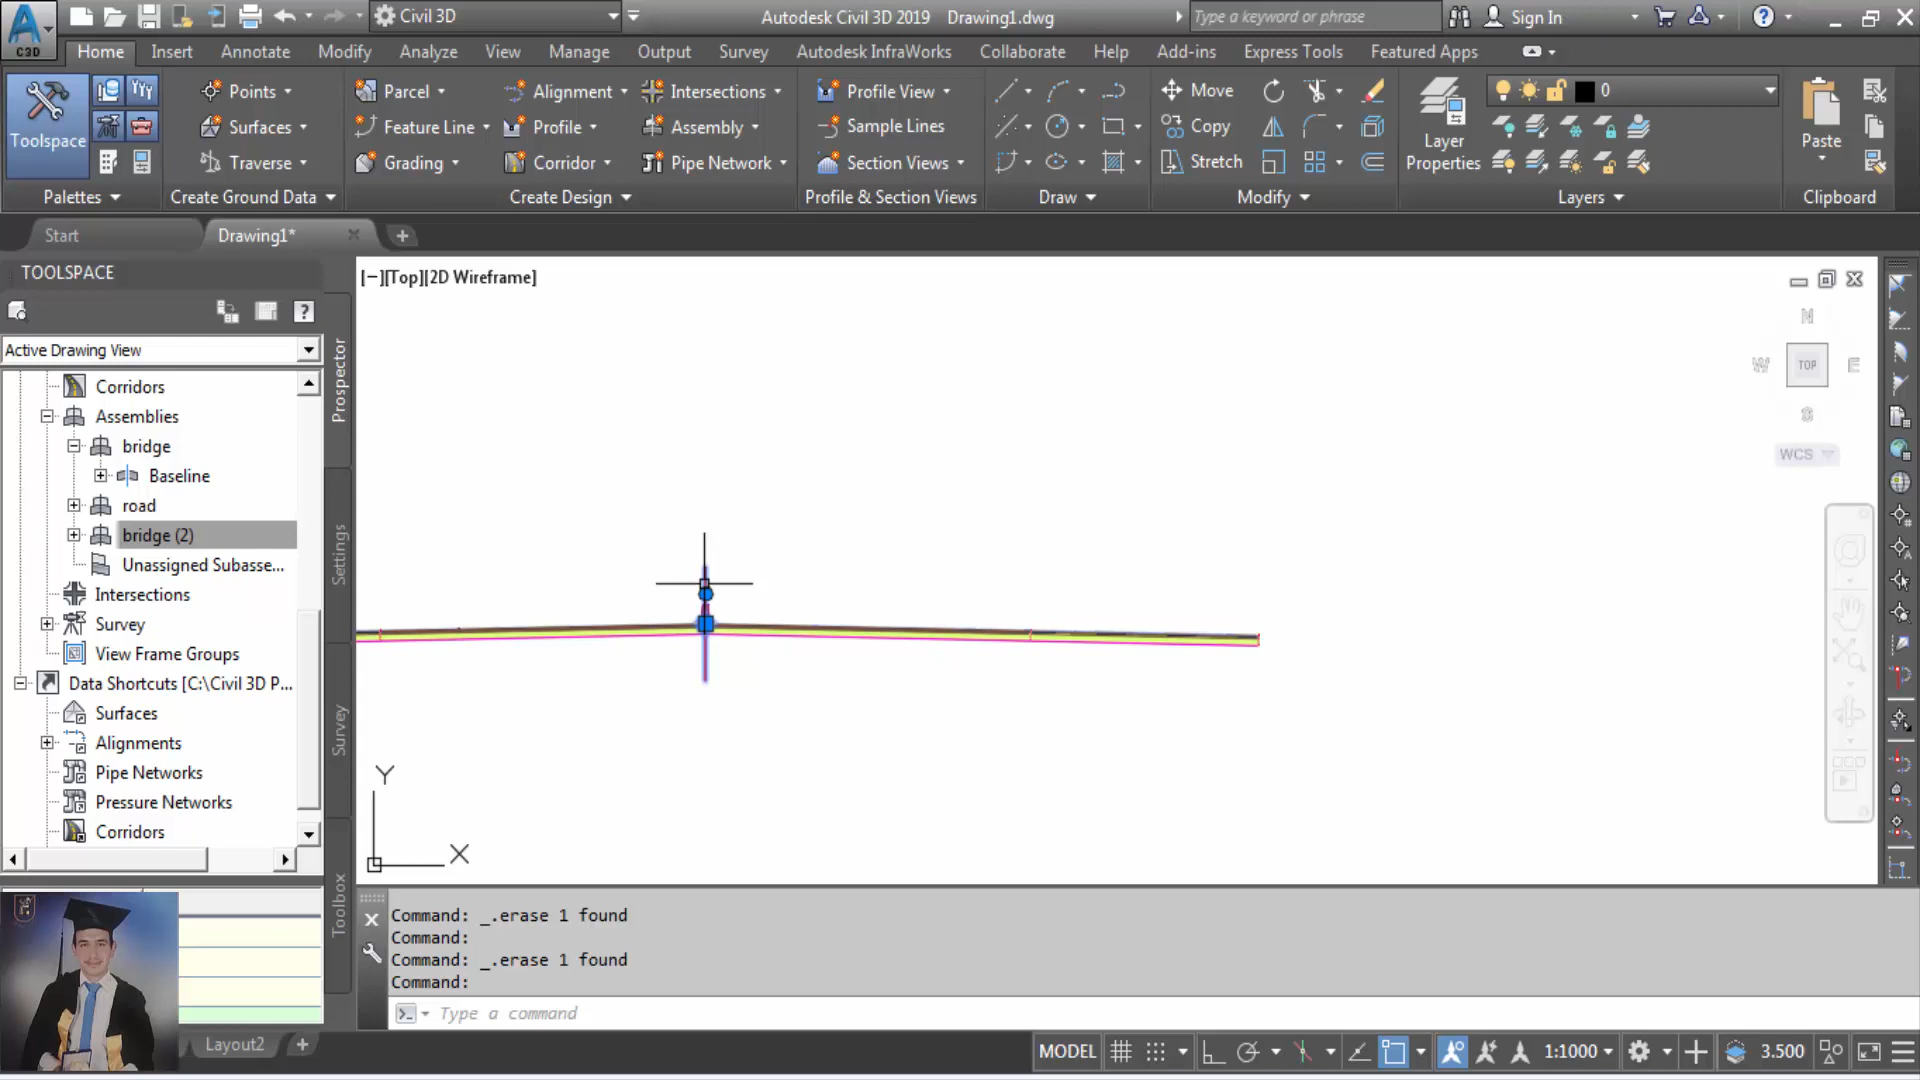 Civil 3D
Autodesk Civil 3D 2019 Drawing1.dwg
Type a keyword or phrase
Sign In
C3D
Home Insert Annotate Modify Analyze View Manage Output Survey Autodesk InfraWorks Collaborate Help Add-ins Express Tools Featured Apps
Toolspace
Points
Surfaces
Traverse
Parcel
Feature Line
Grading
Alignment
Profile
Corridor
Intersections
Assembly
Pipe Network
Profile View
Sample Lines
Section Views
Move
Copy
Stretch
Layer
Properties
0
Paste
Palettes Create Ground Data Create Design Profile & Section Views Draw Modify Layers Clipboard
Start Drawing1*
TOOLSPACE
Active Drawing View
Corridors
Assemblies
bridge
Baseline
road
bridge (2)
Unassigned Subasse...
Intersections
Survey
View Frame Groups
Data Shortcuts [C:\Civil 3D P...
Surfaces
Alignments
Pipe Networks
Pressure Networks
Corridors
Prospector
Settings
Survey
Toolbox
[−][Top][2D Wireframe]
N
W TOP E
S
WCS
Y
X
Command: _.erase 1 found
Command:
Command: _.erase 1 found
Command:
Type a command
Layout2
MODEL
1:1000
3.500